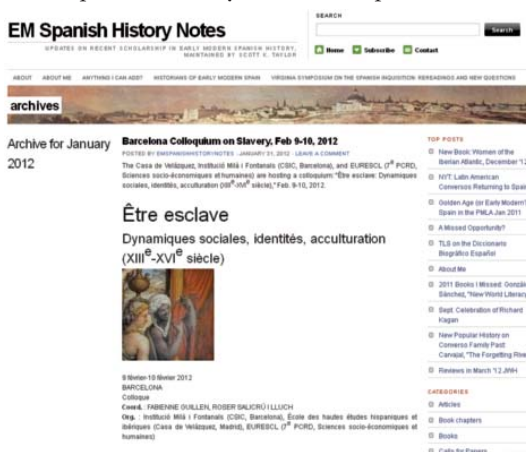 EM Spanish History Notes
UPDATES ON RECENT SCHOLARSHIP IN EARLY MODERN SPANISH HISTORY,
MAINTAINED BY SCOTT K. TAYLOR
SEARCH
Search
Home
Subscribe
Contact
ABOUT
ABOUT ME
ANYTHING I CAN ADD?
HISTORIANS OF EARLY MODERN SPAIN
VIRGINIA SYMPOSIUM ON THE SPANISH INQUISITION: REREADINGS AND NEW QUESTIONS
archives
Archive for January
2012
Barcelona Colloquium on Slavery, Feb 9-10, 2012
POSTED BY EMSPANISHHISTORYNOTES - JANUARY 31, 2012 - LEAVE A COMMENT
The Casa de Velázquez, Institució Milà i Fontanals (CSIC, Barcelona), and EURESCL (7e PCRD,
Sciences socio-économiques et humaines) are hosting a colloquium: "Être esclave: Dynamiques
sociales, identités, acculturation (XIIIe-XVIe siècle)," Feb. 9-10, 2012.
Être esclave
Dynamiques sociales, identités, acculturation
(XIIIe-XVIe siècle)
9 février-10 février 2012
BARCELONA
Colloque
Coord. : FABIENNE GUILLEN, ROSER SALICRÚ I LLUCH
Org. : Institució Milà i Fontanals (CSIC, Barcelona), École des hautes études hispaniques et
ibériques (Casa de Velázquez, Madrid), EURESCL (7e PCRD, Sciences socio-économiques et
humaines)
TOP POSTS
New Book: Women of the
Iberian Atlantic, December '12
NYT: Latin American
Conversos Returning to Spain
Golden Age (or Early Modern?)
Spain in the PMLA Jan 2011
A Missed Opportunity?
TLS on the Diccionario
Biográfico Español
About Me
2011 Books I Missed: Gonzál
Sánchez, "New World Literacy
Sept. Celebration of Richard
Kagan
New Popular History on
Converso Family Past:
Carvajal, "The Forgetting Rive
Reviews in March '12 JMH
CATEGORIES
Articles
Book chapters
Books
Calls for Papers